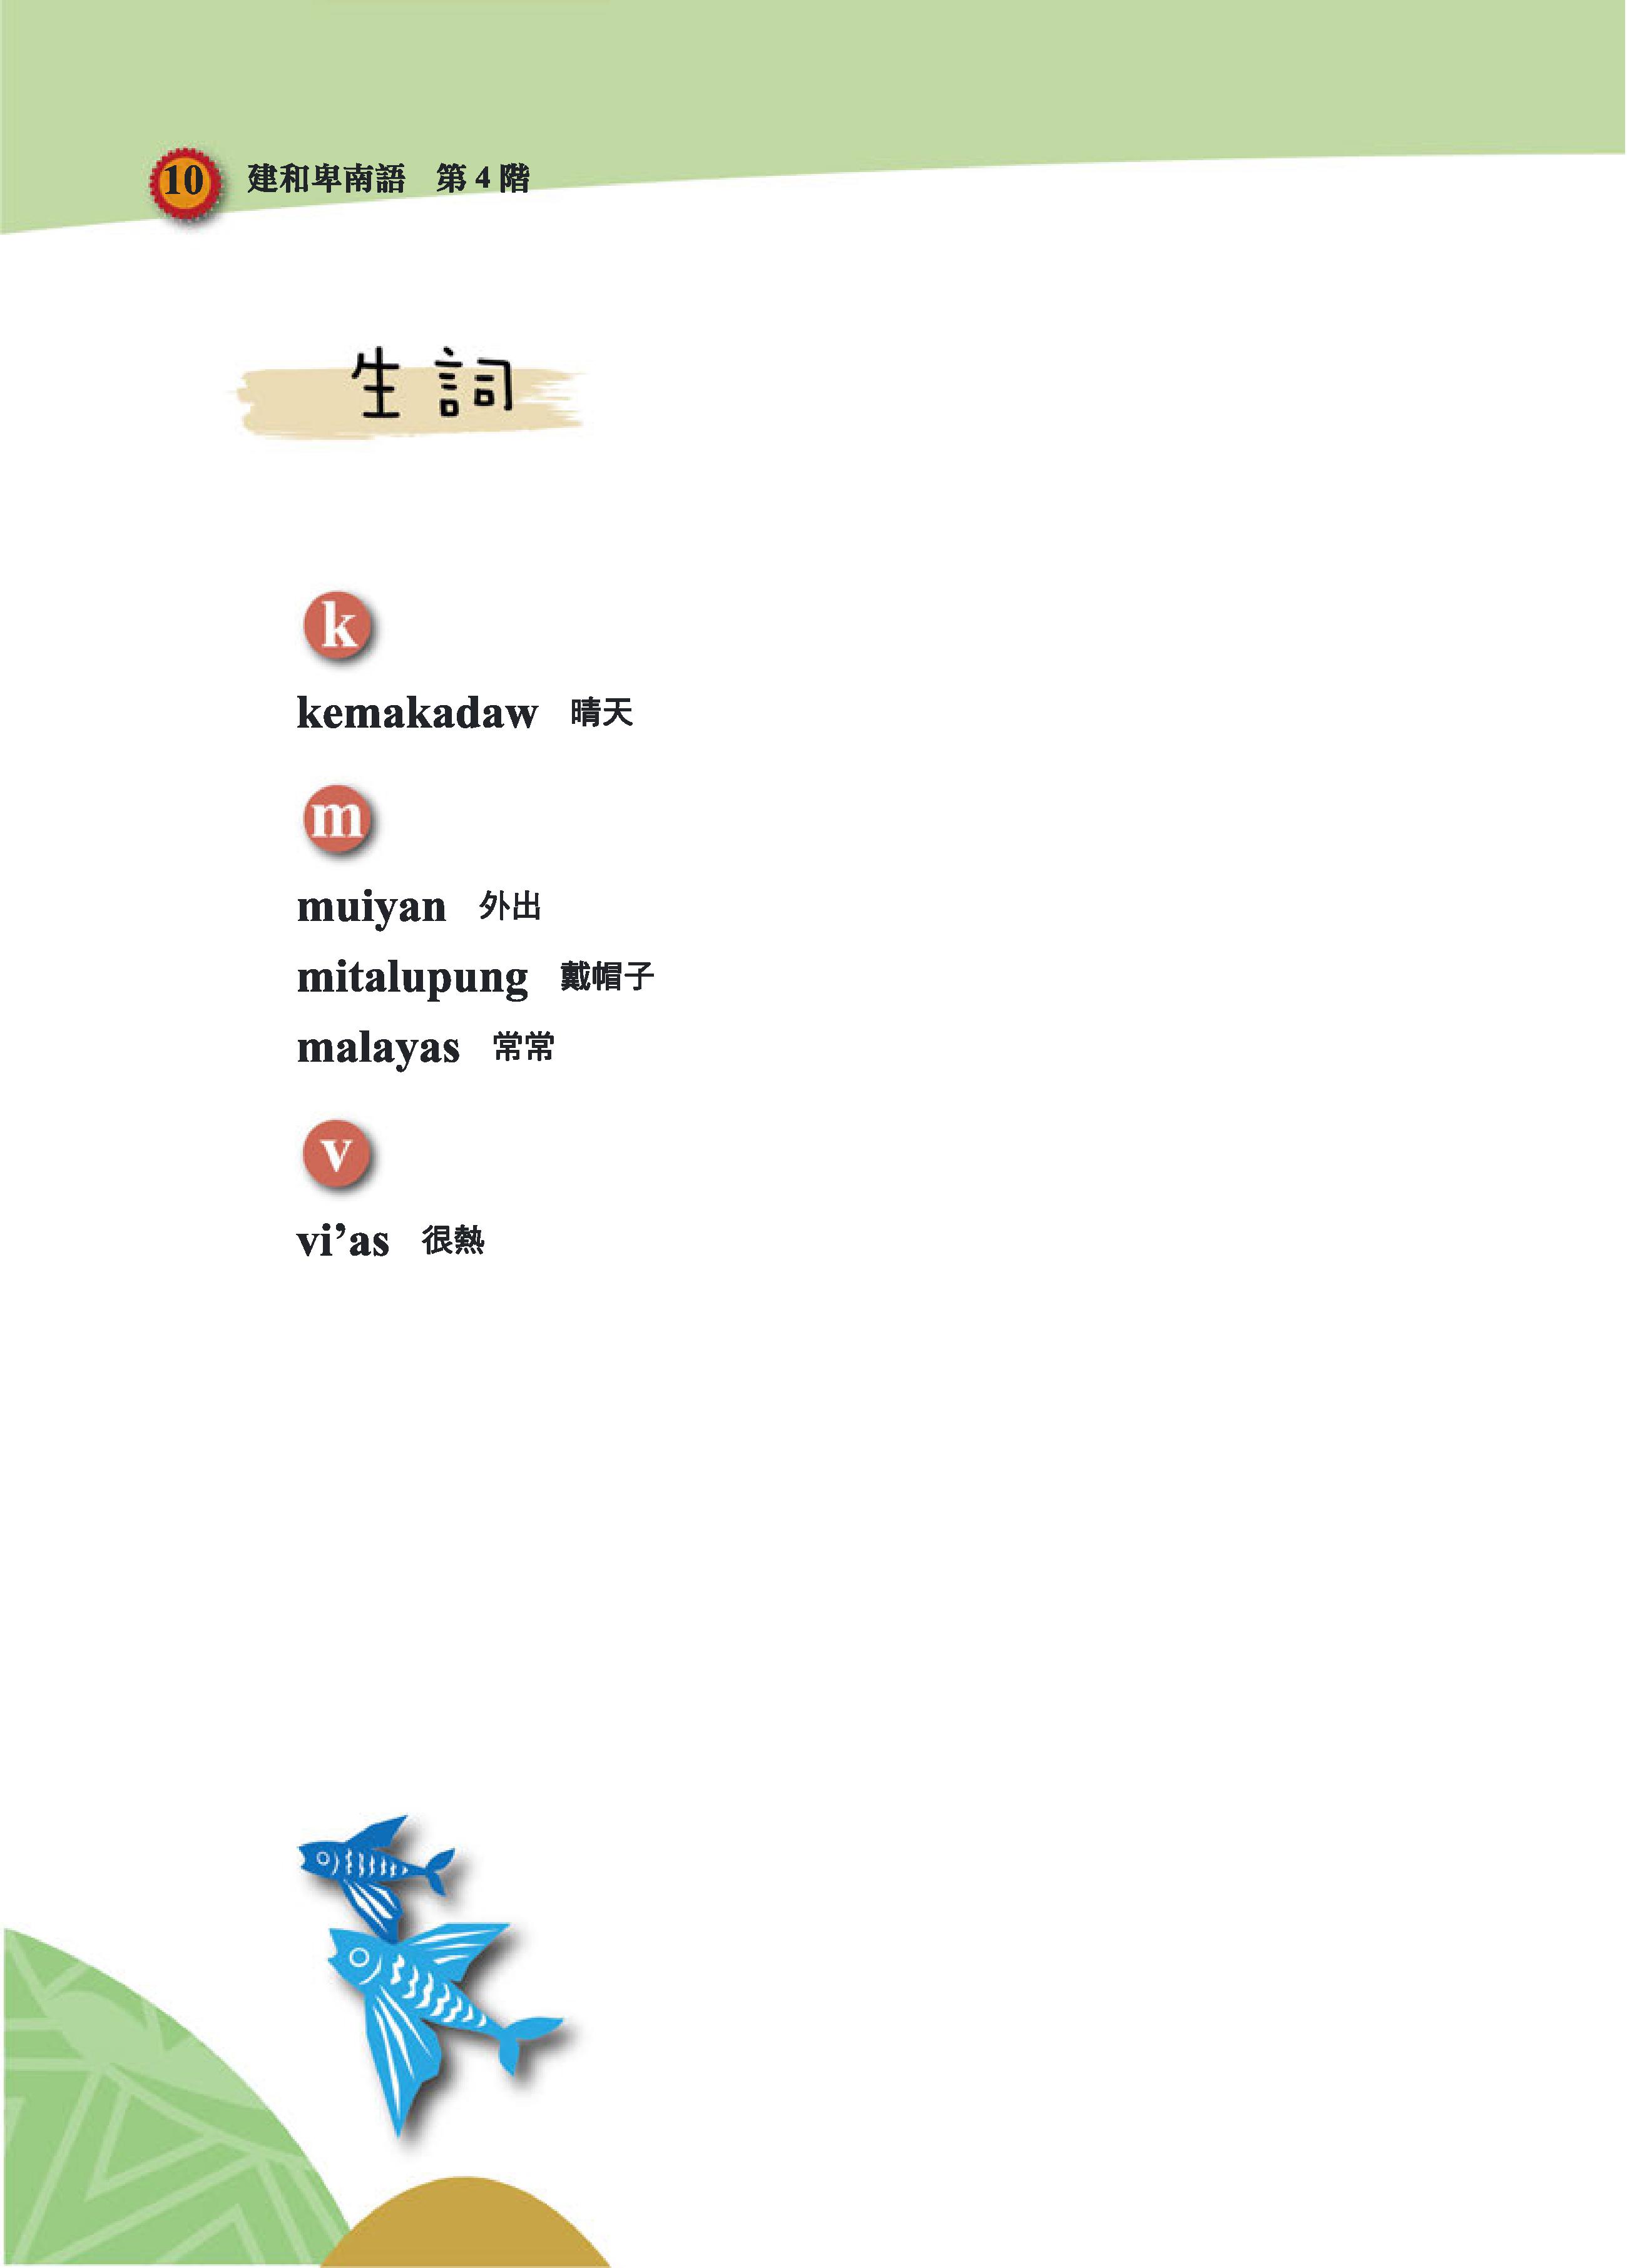 10 建和卑南語 第 4 階
生詞
k
kemakadaw 晴天
m
muiyan 外出
mitalupung 戴帽子
malayas 常常
v
vi’as 很熱